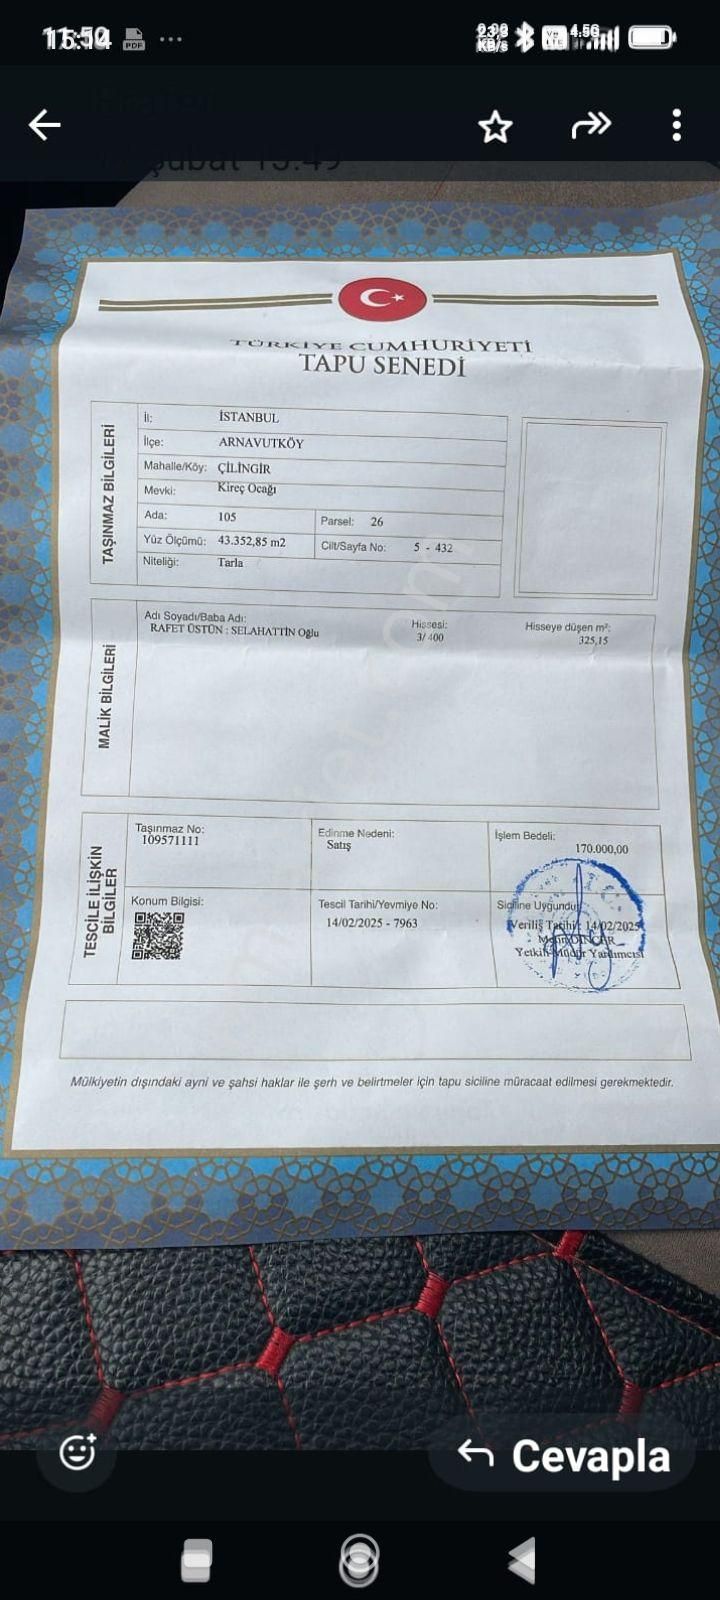 TÜRKİYE CUMHURİYETİ
TAPU SENEDİ
TAŞINMAZ BİLGİLERİ
İl: İSTANBUL
İlçe: ARNAVUTKÖY
Mahalle/Köy: ÇİLİNGİR
Mevki: Kireç Ocağı
Ada: 105 Parsel: 26
Yüz Ölçümü: 43.352,85 m2 Cilt/Sayfa No: 5 - 432
Niteliği: Tarla
MALİK BİLGİLERİ
Adı Soyadı/Baba Adı: Hissesi: Hisseye düşen m²:
RAFET ÜSTÜN : SELAHATTİN Oğlu 3/ 400 325,15
TESCİLE İLİŞKİN BİLGİLER
Taşınmaz No: Edinme Nedeni: İşlem Bedeli:
109571111 Satış 170.000,00
Konum Bilgisi: Tescil Tarihi/Yevmiye No: Siciline Uygundur
14/02/2025 - 7963 Veriliş Tarihi : 14/02/2025
Metin DİNÇER
Yetkili Müdür Yardımcısı
Mülkiyetin dışındaki ayni ve şahsi haklar ile şerh ve belirtmeler için tapu siciline müracaat edilmesi gerekmektedir.
Cevapla